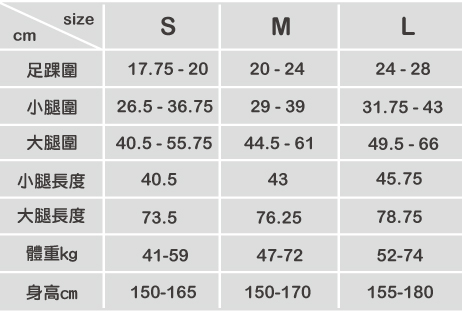 size
cm S M L
足踝圍 17.75 - 20 20 - 24 24 - 28
小腿圍 26.5 - 36.75 29 - 39 31.75 - 43
大腿圍 40.5 - 55.75 44.5 - 61 49.5 - 66
小腿長度 40.5 43 45.75
大腿長度 73.5 76.25 78.75
體重kg 41-59 47-72 52-74
身高cm 150-165 150-170 155-180